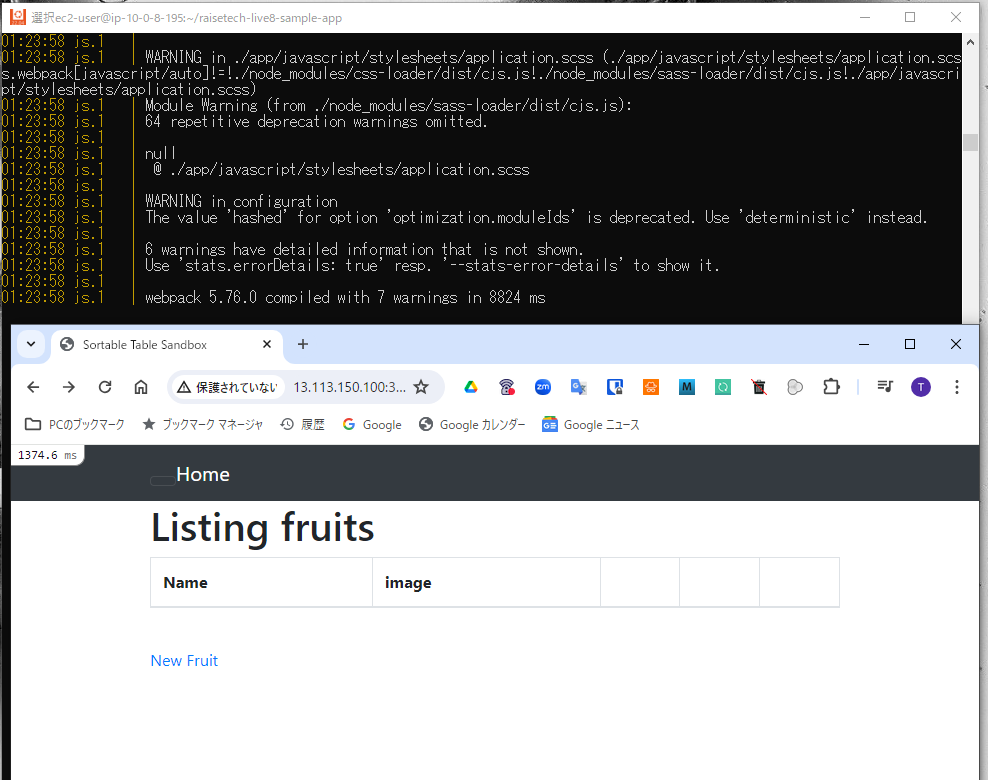 選択ec2-user@ip-10-0-8-195:~/raisetech-live8-sample-app
01:23:58 js.1 |
01:23:58 js.1 | WARNING in ./app/javascript/stylesheets/application.scss (./app/javascript/stylesheets/application.scs
s.webpack[javascript/auto]!=!./node_modules/css-loader/dist/cjs.js!./node_modules/sass-loader/dist/cjs.js!./app/javascri
pt/stylesheets/application.scss)
01:23:58 js.1 | Module Warning (from ./node_modules/sass-loader/dist/cjs.js):
01:23:58 js.1 | 64 repetitive deprecation warnings omitted.
01:23:58 js.1 |
01:23:58 js.1 | null
01:23:58 js.1 | @ ./app/javascript/stylesheets/application.scss
01:23:58 js.1 |
01:23:58 js.1 | WARNING in configuration
01:23:58 js.1 | The value 'hashed' for option 'optimization.moduleIds' is deprecated. Use 'deterministic' instead.
01:23:58 js.1 |
01:23:58 js.1 | 6 warnings have detailed information that is not shown.
01:23:58 js.1 | Use 'stats.errorDetails: true' resp. '--stats-error-details' to show it.
01:23:58 js.1 |
01:23:58 js.1 | webpack 5.76.0 compiled with 7 warnings in 8824 ms
Sortable Table Sandbox
保護されていない 13.113.150.100:3...
zm
M
T
PCのブックマーク ブックマーク マネージャ 履歴 Google Google カレンダー Google ニュース
1374.6 ms
Home
Listing fruits
Name image
New Fruit